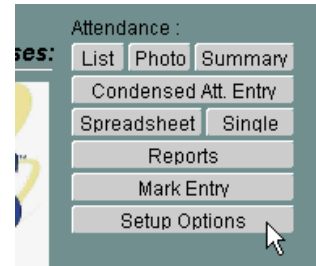 Attendance :
ses:
List Photo Summary
Condensed Att. Entry
Spreadsheet Single
Reports
Mark Entry
Setup Options